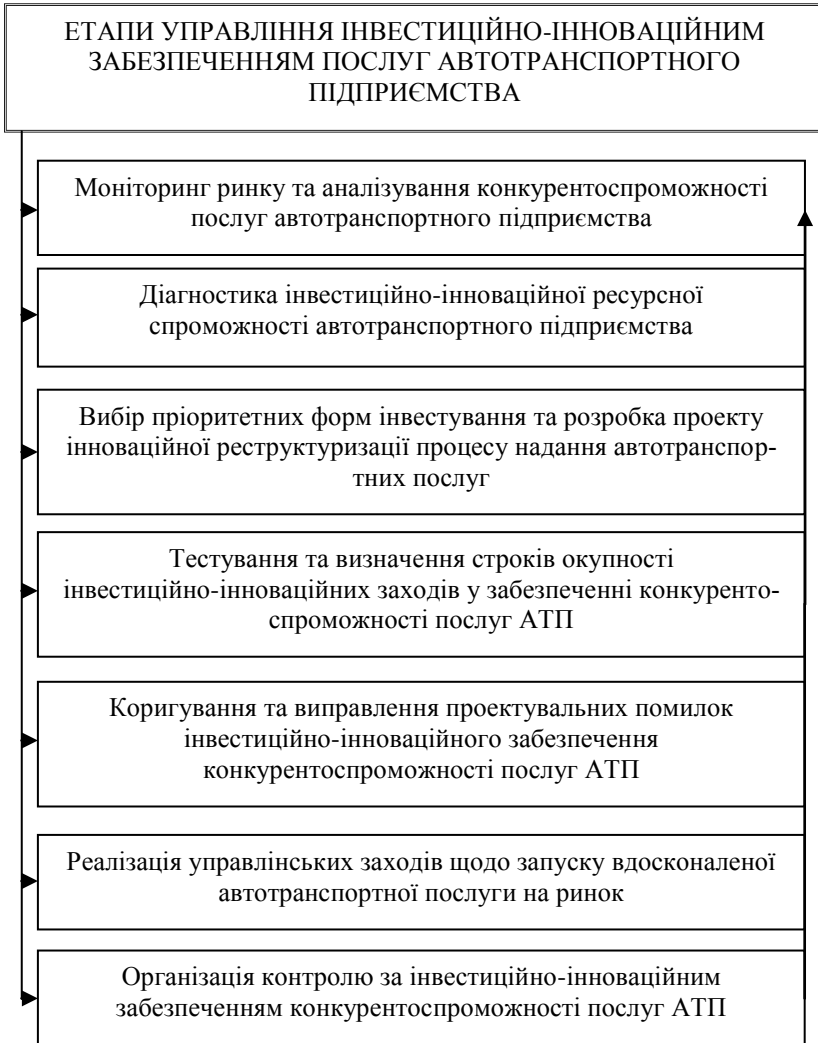 ЕТАПИ УПРАВЛІННЯ ІНВЕСТИЦІЙНО-ІННОВАЦІЙНИМ
ЗАБЕЗПЕЧЕННЯМ ПОСЛУГ АВТОТРАНСПОРТНОГО
ПІДПРИЄМСТВА
Моніторинг ринку та аналізування конкурентоспроможності
послуг автотранспортного підприємства
Діагностика інвестиційно-інноваційної ресурсної
спроможності автотранспортного підприємства
Вибір пріоритетних форм інвестування та розробка проекту
інноваційної реструктуризації процесу надання автотранспор-
тних послуг
Тестування та визначення строків окупності
інвестиційно-інноваційних заходів у забезпеченні конкуренто-
спроможності послуг АТП
Коригування та виправлення проектувальних помилок
інвестиційно-інноваційного забезпечення
конкурентоспроможності послуг АТП
Реалізація управлінських заходів щодо запуску вдосконаленої
автотранспортної послуги на ринок
Організація контролю за інвестиційно-інноваційним
забезпеченням конкурентоспроможності послуг АТП